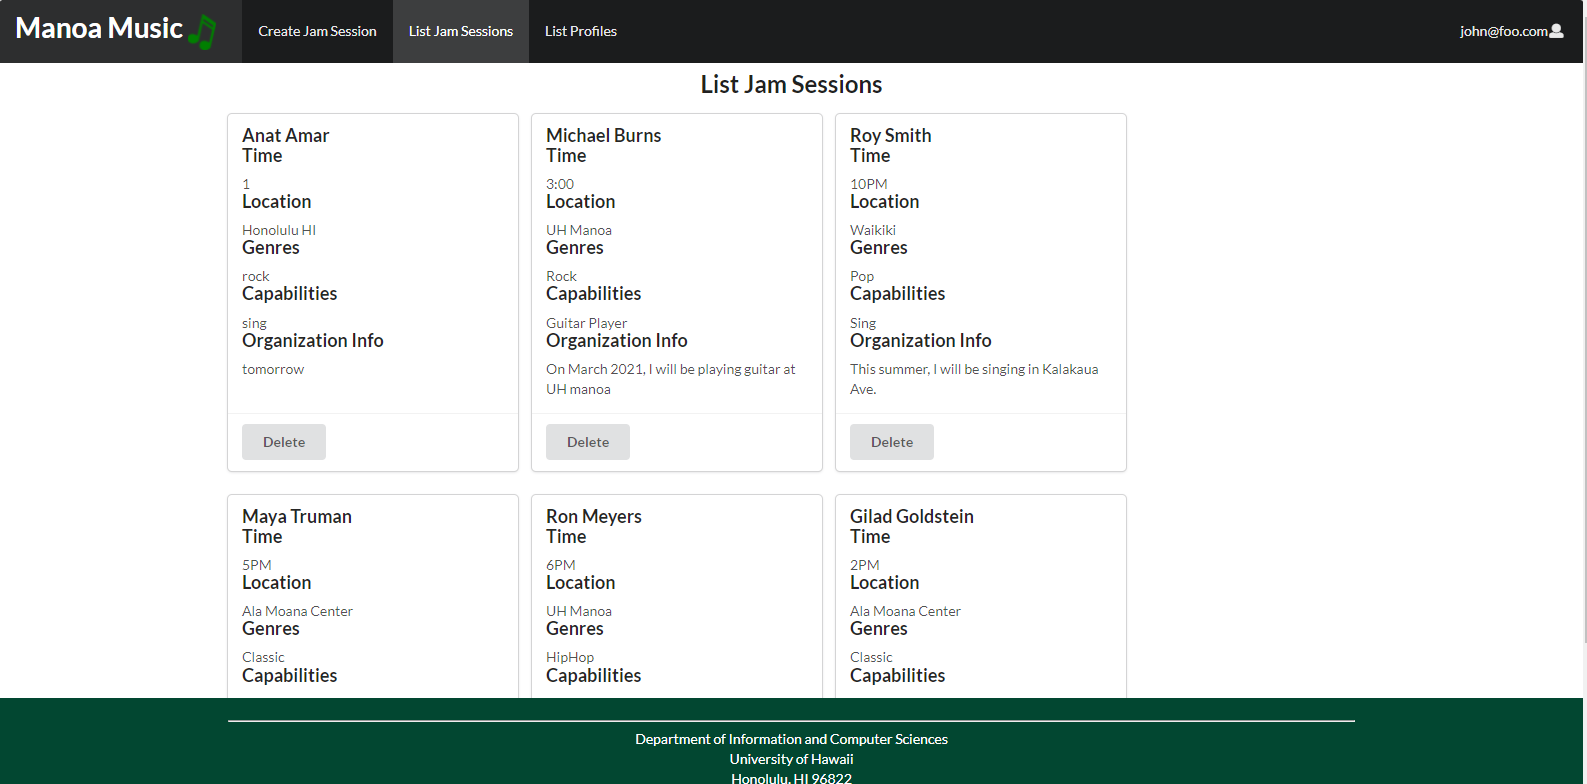 Manoa Music
Create Jam Session
List Jam Sessions
List Profiles
john@foo.com
List Jam Sessions
Anat Amar
Time
1
Location
Honolulu HI
Genres
rock
Capabilities
sing
Organization Info
tomorrow
Delete
Michael Burns
Time
3:00
Location
UH Manoa
Genres
Rock
Capabilities
Guitar Player
Organization Info
On March 2021, I will be playing guitar at
UH manoa
Delete
Roy Smith
Time
10PM
Location
Waikiki
Genres
Pop
Capabilities
Sing
Organization Info
This summer, I will be singing in Kalakaua
Ave.
Delete
Maya Truman
Time
5PM
Location
Ala Moana Center
Genres
Classic
Capabilities
Ron Meyers
Time
6PM
Location
UH Manoa
Genres
HipHop
Capabilities
Gilad Goldstein
Time
2PM
Location
Ala Moana Center
Genres
Classic
Capabilities
Department of Information and Computer Sciences
University of Hawaii
Honolulu, HI 96822